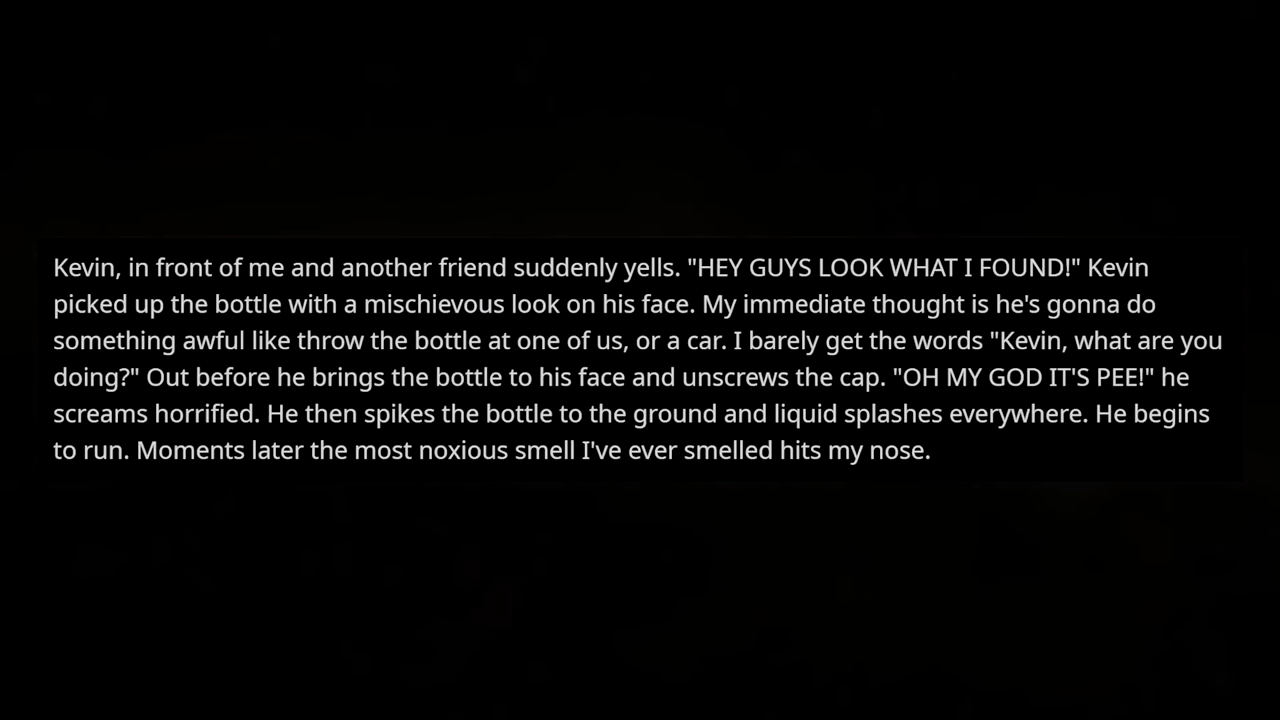 Kevin, in front of me and another friend suddenly yells. "HEY GUYS LOOK WHAT I FOUND!" Kevin
picked up the bottle with a mischievous look on his face. My immediate thought is he's gonna do
something awful like throw the bottle at one of us, or a car. I barely get the words "Kevin, what are you
doing?" Out before he brings the bottle to his face and unscrews the cap. "OH MY GOD IT'S PEE!" he
screams horrified. He then spikes the bottle to the ground and liquid splashes everywhere. He begins
to run. Moments later the most noxious smell I've ever smelled hits my nose.